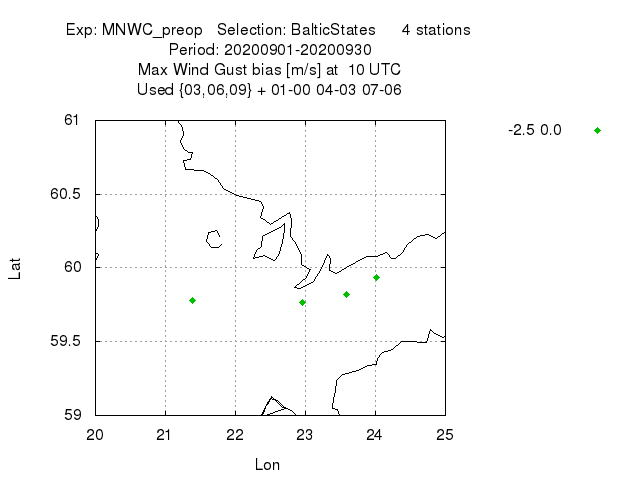 Exp: MNWC_preop   Selection: BalticStates      4 stations
Period: 20200901-20200930
Max Wind Gust bias [m/s] at  10 UTC
Used {03,06,09} + 01-00 04-03 07-06
-2.5 0.0
61
60.5
60
59.5
59
Lat
20 21 22 23 24 25
Lon